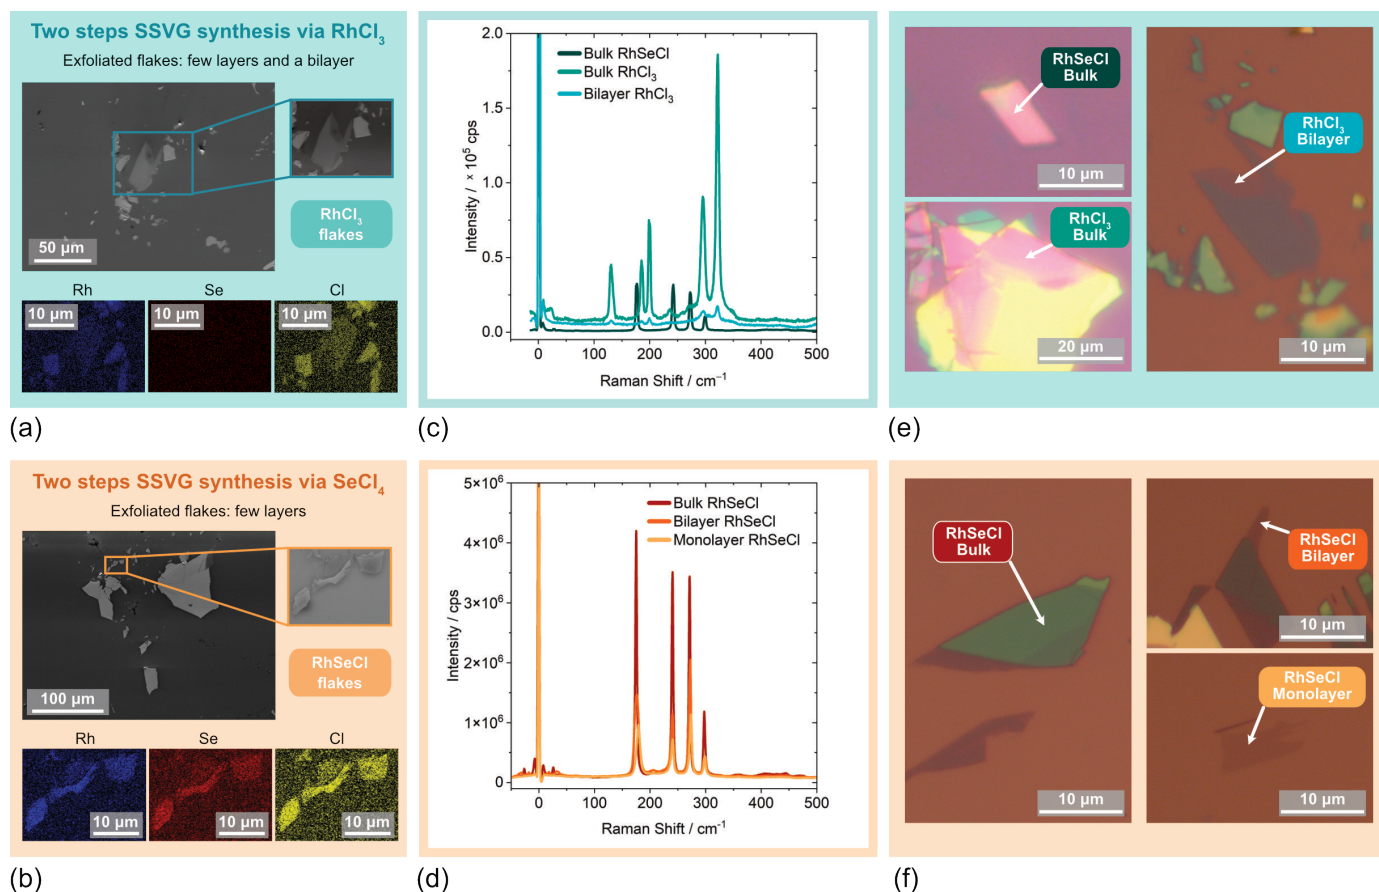 Two steps SSVG synthesis via RhCl₃
Exfoliated flakes: few layers and a bilayer
50 µm
RhCl₃
flakes
Rh
Se
Cl
10 µm
10 µm
10 µm
(a)
2.0
1.5
1.0
0.5
0.0
Intensity / × 10⁵ cps
Bulk RhSeCl
Bulk RhCl₃
Bilayer RhCl₃
0
100
200
300
400
500
Raman Shift / cm⁻¹
(c)
RhSeCl
Bulk
10 µm
RhCl₃
Bulk
20 µm
RhCl₃
Bilayer
10 µm
(e)
Two steps SSVG synthesis via SeCl₄
Exfoliated flakes: few layers
100 µm
RhSeCl
flakes
Rh
Se
Cl
10 µm
10 µm
10 µm
(b)
5×10⁶
4×10⁶
3×10⁶
2×10⁶
1×10⁶
0
Intensity / cps
Bulk RhSeCl
Bilayer RhSeCl
Monolayer RhSeCl
0
100
200
300
400
500
Raman Shift / cm⁻¹
(d)
RhSeCl
Bulk
10 µm
RhSeCl
Bilayer
10 µm
RhSeCl
Monolayer
10 µm
(f)